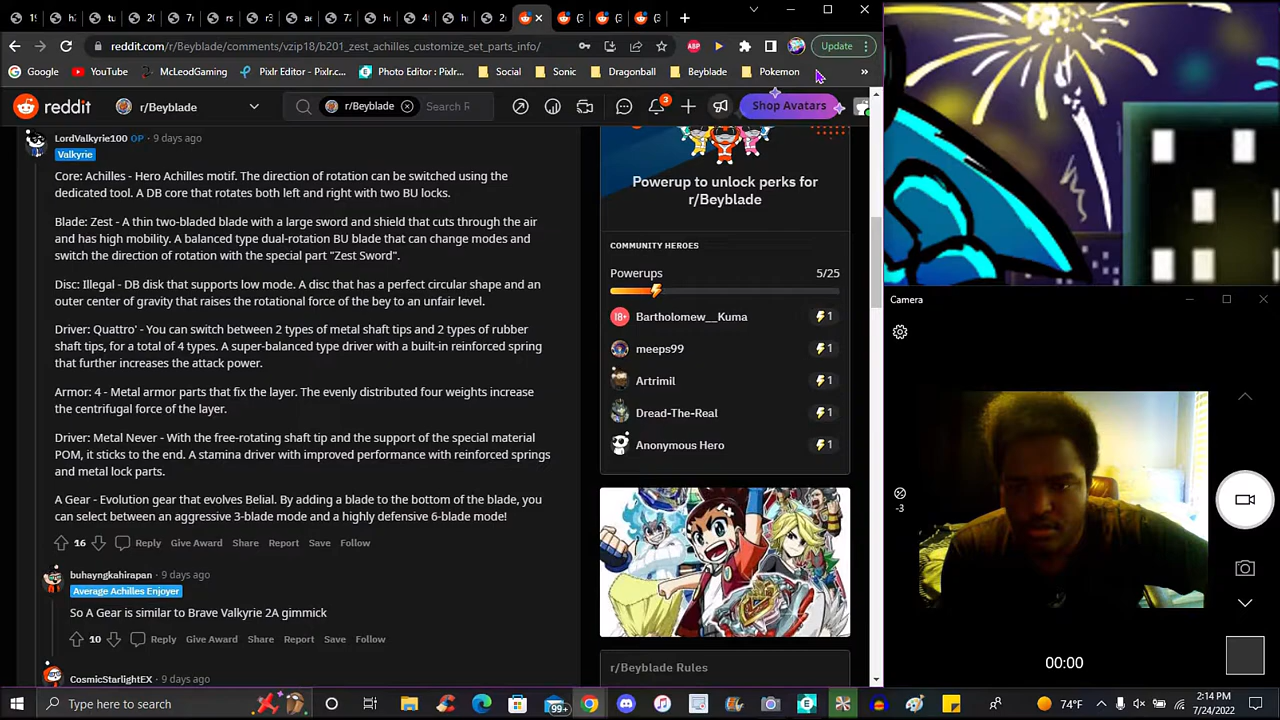 reddit.com/r/Beyblade/comments/vzip18/b201_zest_achilles_customize_set_parts_info/
Update
Google
YouTube
McLeodGaming
Pixlr Editor - Pixkr...
Photo Editor : Pixlr...
Social
Sonic
Dragonball
Beyblade
Pokemon
»
reddit
r/Beyblade
r/Beyblade
Search R
3
Shop Avatars
LordValkyrie100 OP · 9 days ago
Valkyrie
Core: Achilles - Hero Achilles motif. The direction of rotation can be switched using the
dedicated tool. A DB core that rotates both left and right with two BU locks.
Blade: Zest - A thin two-bladed blade with a large sword and shield that cuts through the air
and has high mobility. A balanced type dual-rotation BU blade that can change modes and
switch the direction of rotation with the special part "Zest Sword".
Disc: Illegal - DB disk that supports low mode. A disc that has a perfect circular shape and an
outer center of gravity that raises the rotational force of the bey to an unfair level.
Driver: Quattro' - You can switch between 2 types of metal shaft tips and 2 types of rubber
shaft tips, for a total of 4 types. A super-balanced type driver with a built-in reinforced spring
that further increases the attack power.
Armor: 4 - Metal armor parts that fix the layer. The evenly distributed four weights increase
the centrifugal force of the layer.
Driver: Metal Never - With the free-rotating shaft tip and the support of the special material
POM, it sticks to the end. A stamina driver with improved performance with reinforced springs
and metal lock parts.
A Gear - Evolution gear that evolves Belial. By adding a blade to the bottom of the blade, you
can select between an aggressive 3-blade mode and a highly defensive 6-blade mode!
16
Reply
Give Award
Share
Report
Save
Follow
buhayngkahirapan · 9 days ago
Average Achilles Enjoyer
So A Gear is similar to Brave Valkyrie 2A gimmick
10
Reply
Give Award
Share
Report
Save
Follow
CosmicStarlightEX · 9 days ago
Powerup to unlock perks for
r/Beyblade
COMMUNITY HEROES
Powerups
5/25
18+
Bartholomew__Kuma
1
meeps99
1
Artrimil
1
Dread-The-Real
1
Anonymous Hero
1
r/Beyblade Rules
Camera
-3
00:00
Type here to search
99+
74°F
2:14 PM
7/24/2022